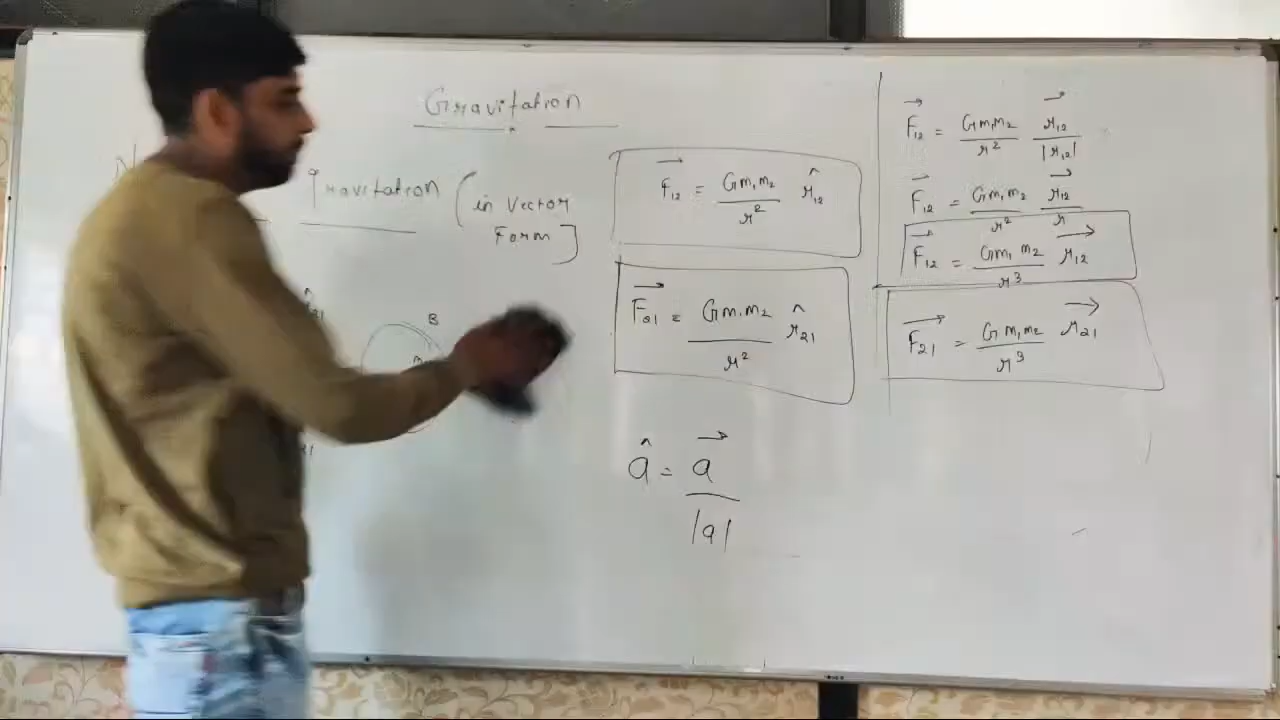 Gravitation
Gravitation (in Vector
Form]
B
→F₁₂ = Gm₁m₂/r² r̂₁₂
→F₂₁ = Gm₁m₂/r² r̂₂₁
â = →a/|a|
→F₁₂ = Gm₁m₂/r² →r₁₂/|r₁₂|
→F₁₂ = Gm₁m₂/r² →r₁₂/r
→F₁₂ = Gm₁m₂/r³ →r₁₂
→F₂₁ = Gm₁m₂/r³ →r₂₁